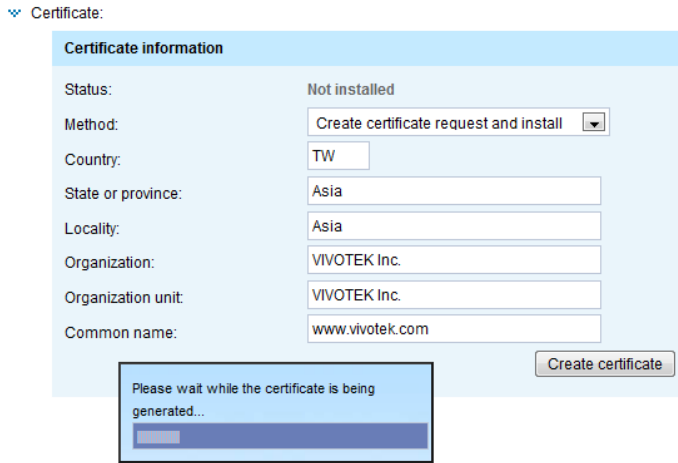 Certificate:
Certificate information
Status: Not installed
Method: Create certificate request and install
Country: TW
State or province: Asia
Locality: Asia
Organization: VIVOTEK Inc.
Organization unit: VIVOTEK Inc.
Common name: www.vivotek.com
Create certificate
Please wait while the certificate is being
generated...